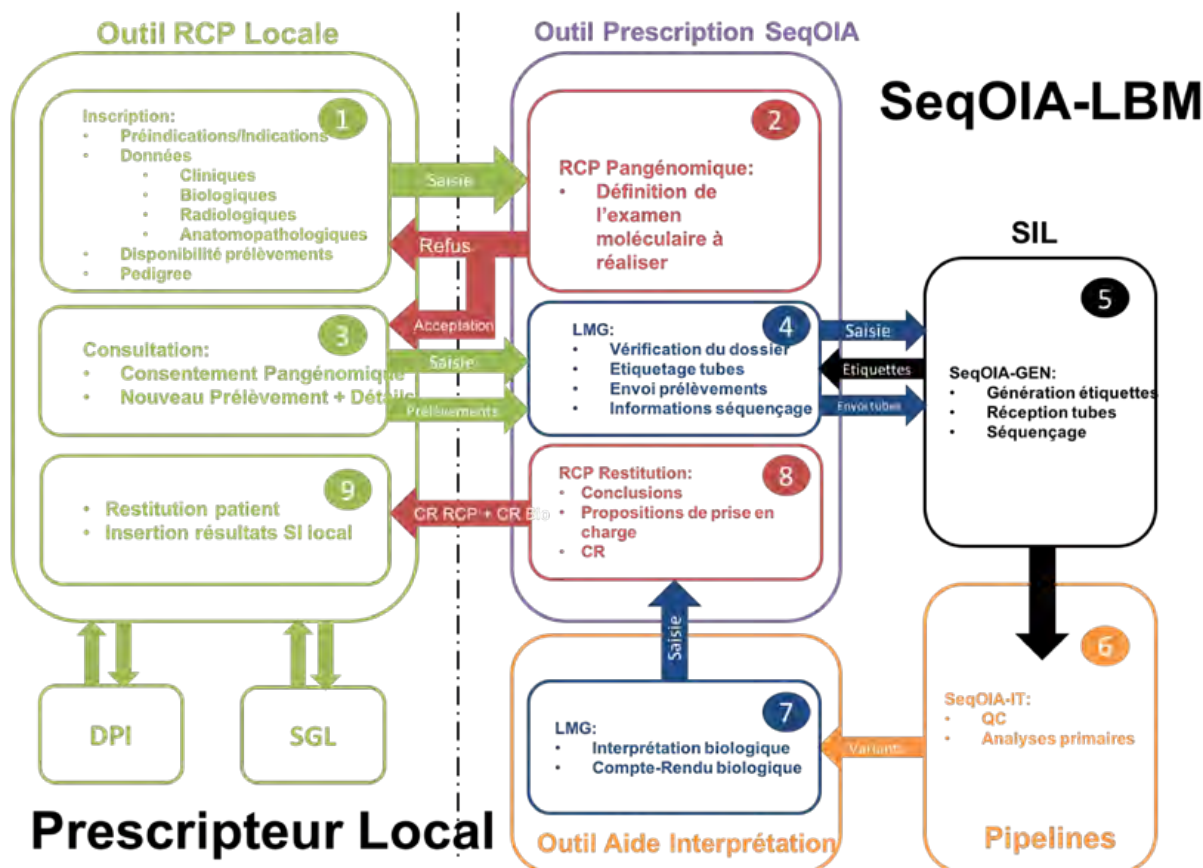 Outil RCP Locale
Outil Prescription SeqOIA
SeqOIA-LBM
1
Inscription:
• Préindications/Indications
• Données
• Cliniques
• Biologiques
• Radiologiques
• Anatomopathologiques
• Disponibilité prélèvements
• Pedigree
Saisie
Refus
Acceptation
2
RCP Pangénomique:
• Définition de
l'examen
moléculaire à
réaliser
3
Consultation:
• Consentement Pangénomique
• Nouveau Prélèvement + Détails
Saisie
Prélèvements
4
LMG:
• Vérification du dossier
• Etiquetage tubes
• Envoi prélèvements
• Informations séquençage
Saisie
Etiquettes
Envoi tubes
SIL
5
SeqOIA-GEN:
• Génération étiquettes
• Réception tubes
• Séquençage
9
• Restitution patient
• Insertion résultats SI local
CR RCP + CR Bio
8
RCP Restitution:
• Conclusions
• Propositions de prise en
charge
• CR
Saisie
DPI
SGL
7
LMG:
• Interprétation biologique
• Compte-Rendu biologique
Variants
6
SeqOIA-IT:
• QC
• Analyses primaires
Prescripteur Local
Outil Aide Interprétation
Pipelines